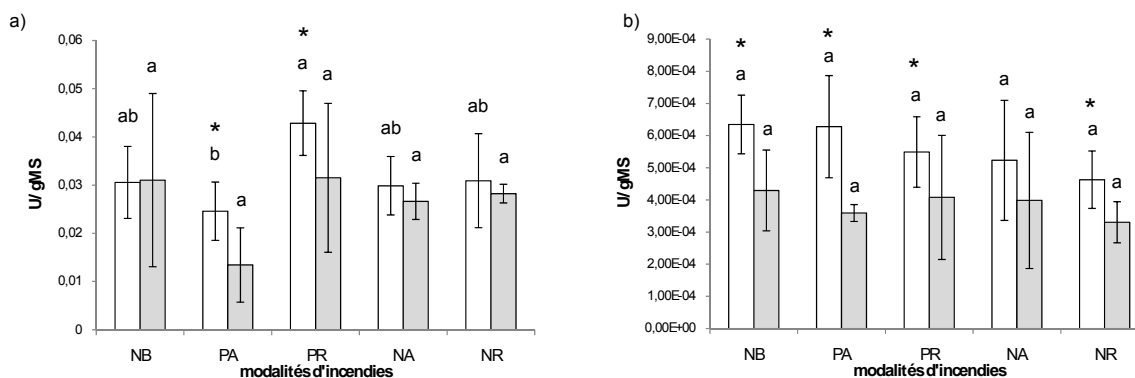 a)
U/ gMS
0,06
0,05
0,04
0,03
0,02
0,01
0
ab a * b a * a a ab a ab a
NB PA PR NA NR
modalités d'incendies
b)
U/gMS
9,00E-04
8,00E-04
7,00E-04
6,00E-04
5,00E-04
4,00E-04
3,00E-04
2,00E-04
1,00E-04
0,00E+00
* a a * a a * a a a a * a a
NB PA PR NA NR
modalités d'incendies